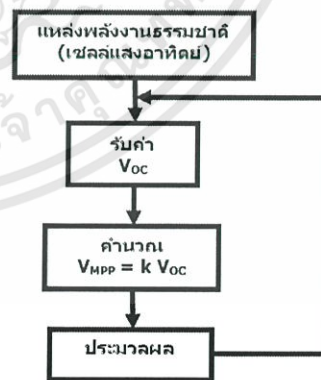 แหล่งพลังงานธรรมชาติ
(เซลล์แสงอาทิตย์)
รับค่า
VOC
คำนวณ
VMPP = k VOC
ประมวลผล